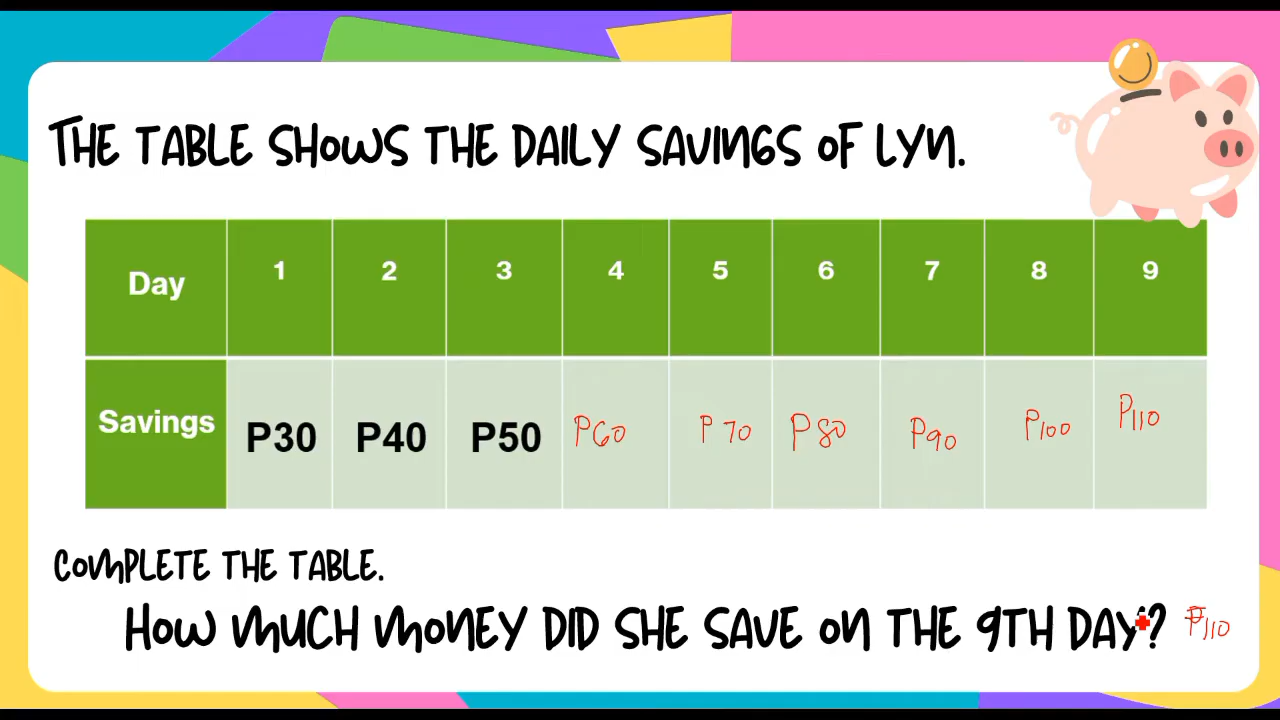 THE TABLE SHOWS THE DAILY SAVINGS OF LYN.
Day 1 2 3 4 5 6 7 8 9
Savings P30 P40 P50 P60 P70 P80 P90 P100 P110
COMPLETE THE TABLE.
HOW MUCH MONEY DID SHE SAVE ON THE 9TH DAY? ₱110